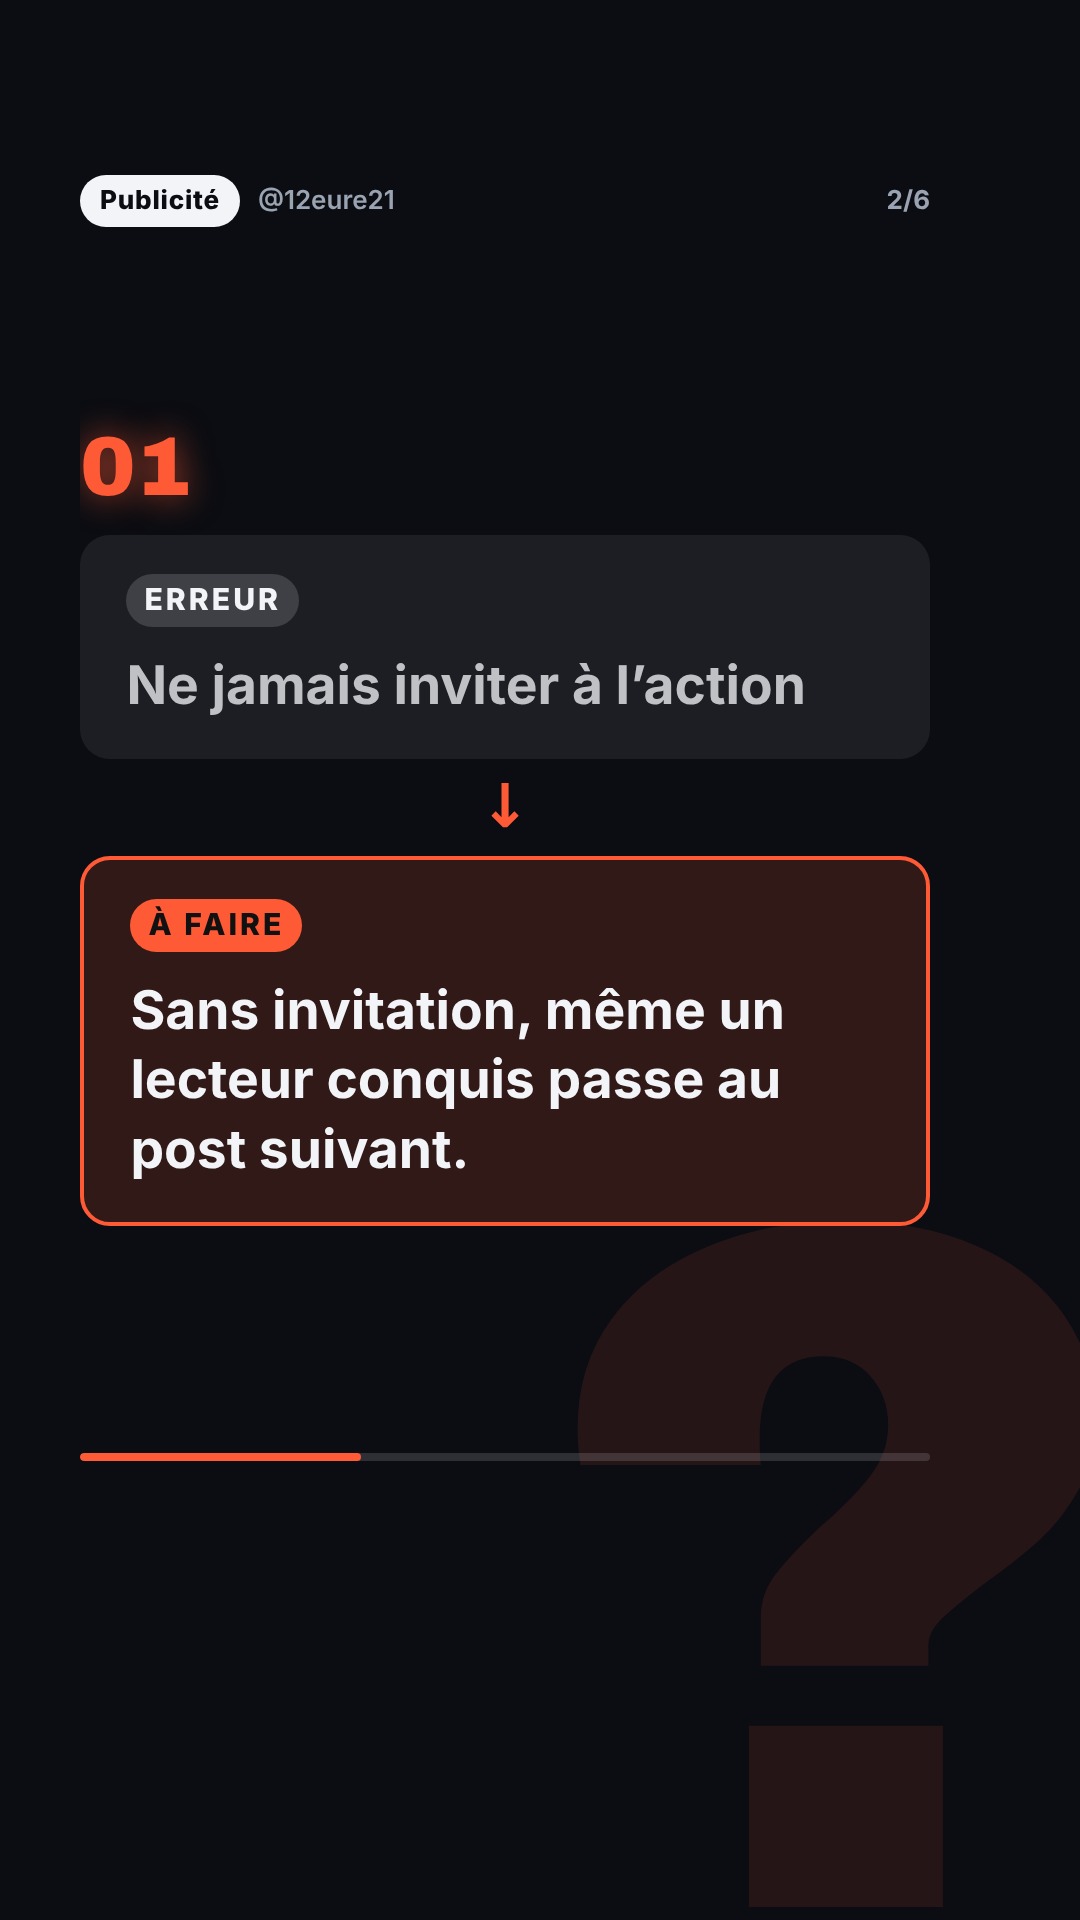 Publicité @12eure21 2/6
01
ERREUR
Ne jamais inviter à l’action
↓
À FAIRE
Sans invitation, même un
lecteur conquis passe au
post suivant.
?